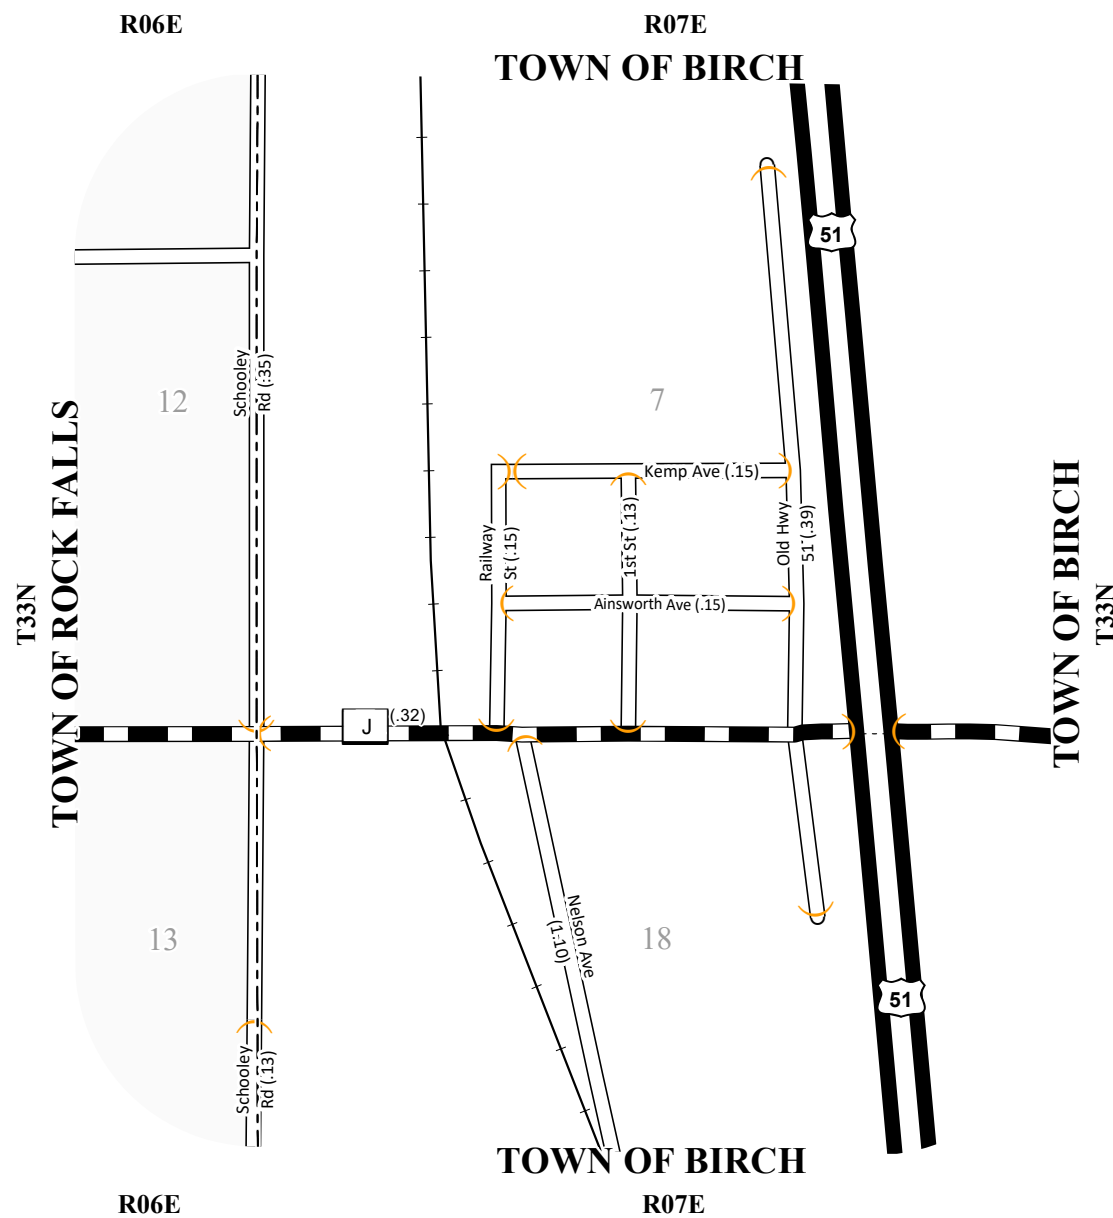 R06E
R07E
TOWN OF BIRCH
51
12
Schooley
Rd (.35)
7
TOWN OF ROCK FALLS
T33N
TOWN OF BIRCH
T33N
Kemp Ave (.15)
Railway
St (.15)
1st St (.13)
Old Hwy
51 (.39)
Ainsworth Ave (.15)
J
(.32)
13
Nelson Ave
(1.10)
18
51
Schooley
Rd (.13)
TOWN OF BIRCH
R06E
R07E